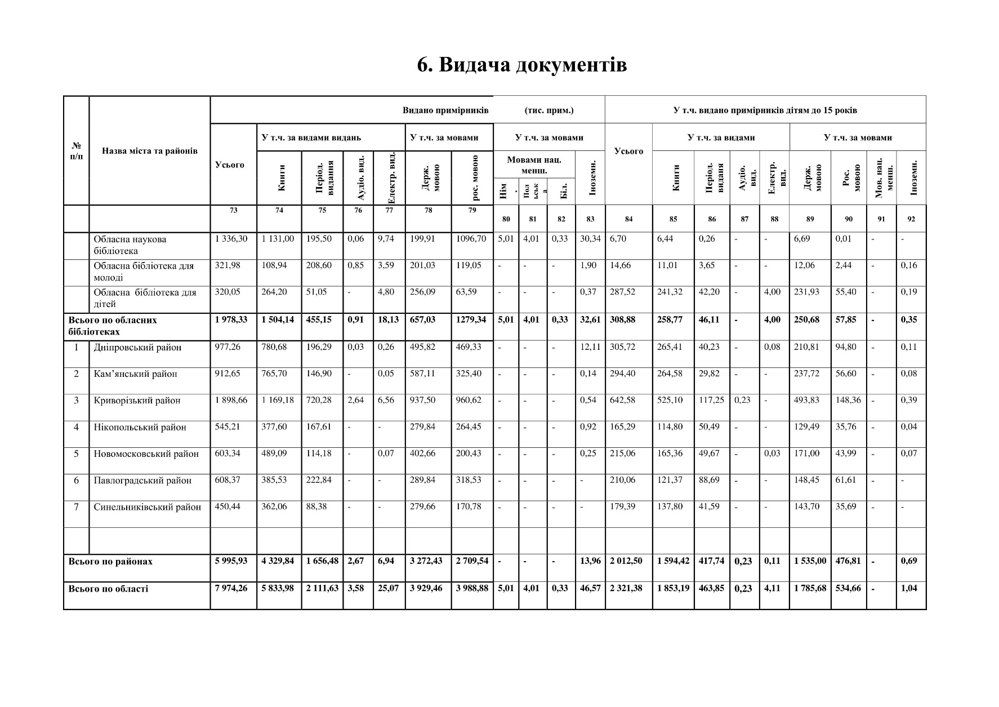 6. Видача документів
№ п/п Назва міста та районів Видано примірників (тис. прим.) У т.ч. видано примірників дітям до 15 років
Усього У т.ч. за видами видань У т.ч. за мовами У т.ч. за мовами Усього У т.ч. за видами У т.ч. за мовами
Книги Період. видання Аудіо. вид. Електр. вид. Держ. мовою рос. мовою Мовами нац. менш. Іноземн. Книги Період. виданя Аудіо. вид. Електр. вид. Держ. мовою Рос. мовою Мов. нац. менш. Іноземн.
Нім. Польська Біл.
73 74 75 76 77 78 79 80 81 82 83 84 85 86 87 88 89 90 91 92
Обласна наукова бібліотека 1 336,30 1 131,00 195,50 0,06 9,74 199,91 1096,70 5,01 4,01 0,33 30,34 6,70 6,44 0,26 - - 6,69 0,01 - -
Обласна бібліотека для молоді 321,98 108,94 208,60 0,85 3,59 201,03 119,05 - - - 1,90 14,66 11,01 3,65 - - 12,06 2,44 - 0,16
Обласна бібліотека для дітей 320,05 264,20 51,05 - 4,80 256,09 63,59 - - - 0,37 287,52 241,32 42,20 - 4,00 231,93 55,40 - 0,19
Всього по обласних бібліотеках 1 978,33 1 504,14 455,15 0,91 18,13 657,03 1279,34 5,01 4,01 0,33 32,61 308,88 258,77 46,11 - 4,00 250,68 57,85 - 0,35
1 Дніпровський район 977,26 780,68 196,29 0,03 0,26 495,82 469,33 - - - 12,11 305,72 265,41 40,23 - 0,08 210,81 94,80 - 0,11
2 Кам’янський район 912,65 765,70 146,90 - 0,05 587,11 325,40 - - - 0,14 294,40 264,58 29,82 - - 237,72 56,60 - 0,08
3 Криворізький район 1 898,66 1 169,18 720,28 2,64 6,56 937,50 960,62 - - - 0,54 642,58 525,10 117,25 0,23 - 493,83 148,36 - 0,39
4 Нікопольський район 545,21 377,60 167,61 - - 279,84 264,45 - - - 0,92 165,29 114,80 50,49 - - 129,49 35,76 - 0,04
5 Новомосковський район 603,34 489,09 114,18 - 0,07 402,66 200,43 - - - 0,25 215,06 165,36 49,67 - 0,03 171,00 43,99 - 0,07
6 Павлоградський район 608,37 385,53 222,84 - - 289,84 318,53 - - - - 210,06 121,37 88,69 - - 148,45 61,61 - -
7 Синельниківський район 450,44 362,06 88,38 - - 279,66 170,78 - - - - 179,39 137,80 41,59 - - 143,70 35,69 - -
Всього по районах 5 995,93 4 329,84 1 656,48 2,67 6,94 3 272,43 2 709,54 - - - 13,96 2 012,50 1 594,42 417,74 0,23 0,11 1 535,00 476,81 - 0,69
Всього по області 7 974,26 5 833,98 2 111,63 3,58 25,07 3 929,46 3 988,88 5,01 4,01 0,33 46,57 2 321,38 1 853,19 463,85 0,23 4,11 1 785,68 534,66 - 1,04